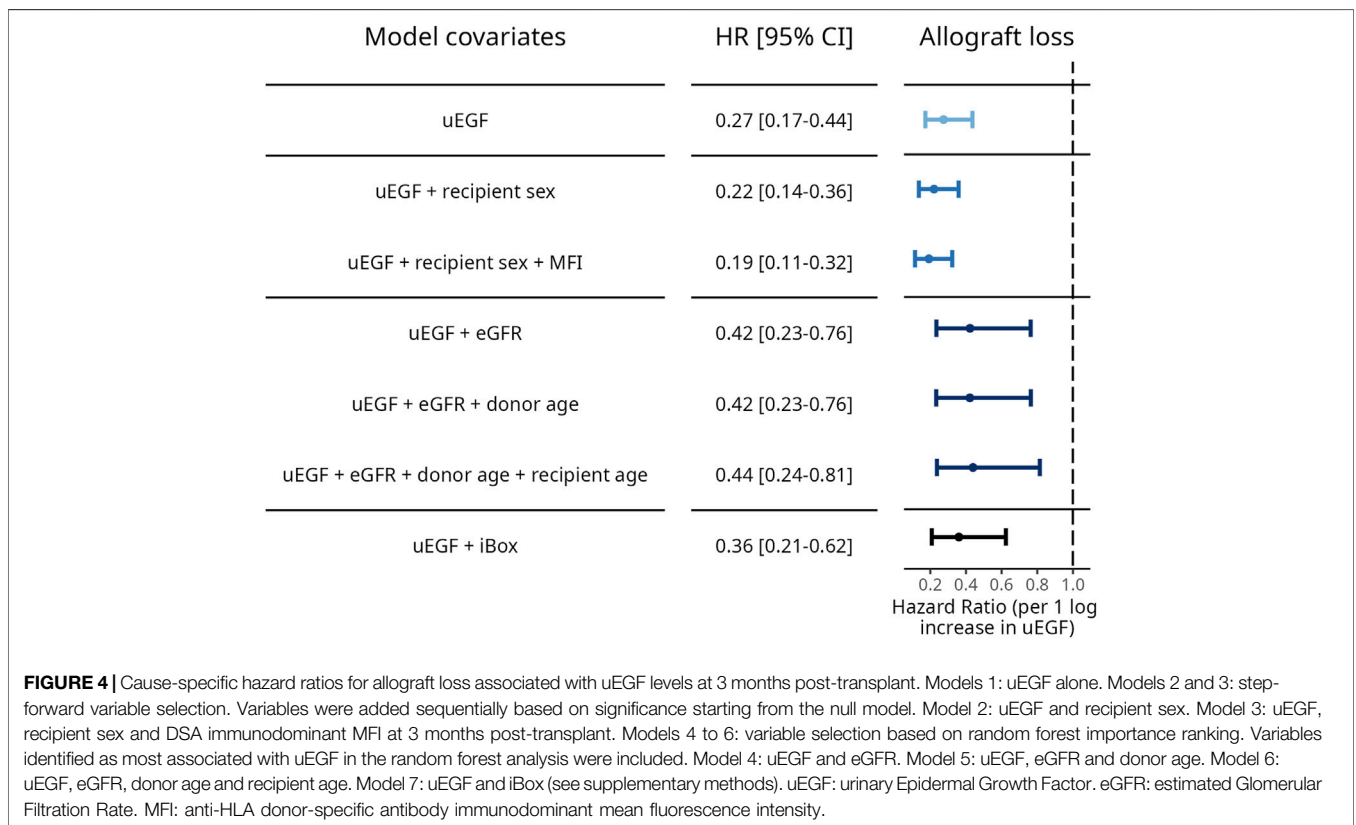 Model covariates HR [95% CI] Allograft loss
uEGF 0.27 [0.17-0.44]
uEGF + recipient sex 0.22 [0.14-0.36]
uEGF + recipient sex + MFI 0.19 [0.11-0.32]
uEGF + eGFR 0.42 [0.23-0.76]
uEGF + eGFR + donor age 0.42 [0.23-0.76]
uEGF + eGFR + donor age + recipient age 0.44 [0.24-0.81]
uEGF + iBox 0.36 [0.21-0.62]
0.2 0.4 0.6 0.8 1.0
Hazard Ratio (per 1 log
increase in uEGF)
FIGURE 4 | Cause-specific hazard ratios for allograft loss associated with uEGF levels at 3 months post-transplant. Models 1: uEGF alone. Models 2 and 3: step-
forward variable selection. Variables were added sequentially based on significance starting from the null model. Model 2: uEGF and recipient sex. Model 3: uEGF,
recipient sex and DSA immunodominant MFI at 3 months post-transplant. Models 4 to 6: variable selection based on random forest importance ranking. Variables
identified as most associated with uEGF in the random forest analysis were included. Model 4: uEGF and eGFR. Model 5: uEGF, eGFR and donor age. Model 6:
uEGF, eGFR, donor age and recipient age. Model 7: uEGF and iBox (see supplementary methods). uEGF: urinary Epidermal Growth Factor. eGFR: estimated Glomerular
Filtration Rate. MFI: anti-HLA donor-specific antibody immunodominant mean fluorescence intensity.